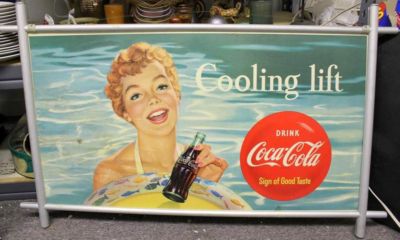 Cooling lift
DRINK
Coca-Cola
Sign of Good Taste